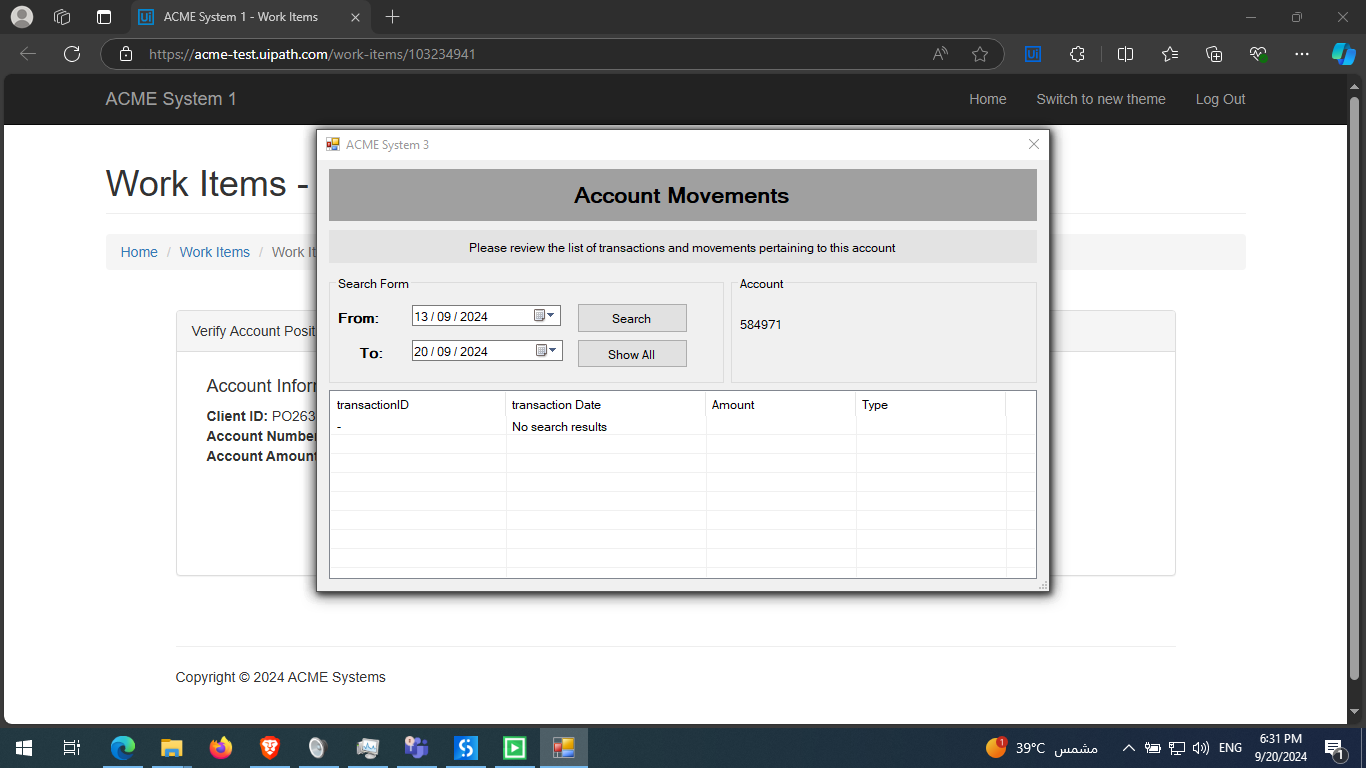 ACME System 1 - Work Items
https://acme-test.uipath.com/work-items/103234941
ACME System 1
Home
Switch to new theme
Log Out
ACME System 3
Work Items -
Account Movements
Please review the list of transactions and movements pertaining to this account
Home / Work Items / Work It
Search Form
Account
From: 13 / 09 / 2024 Search
584971
To: 20 / 09 / 2024 Show All
Verify Account Posit
Account Infor
Client ID: PO263
Account Number
Account Amount
transactionID transaction Date Amount Type
- No search results
Copyright © 2024 ACME Systems
39°C مشمس
ENG
6:31 PM
9/20/2024
1
1